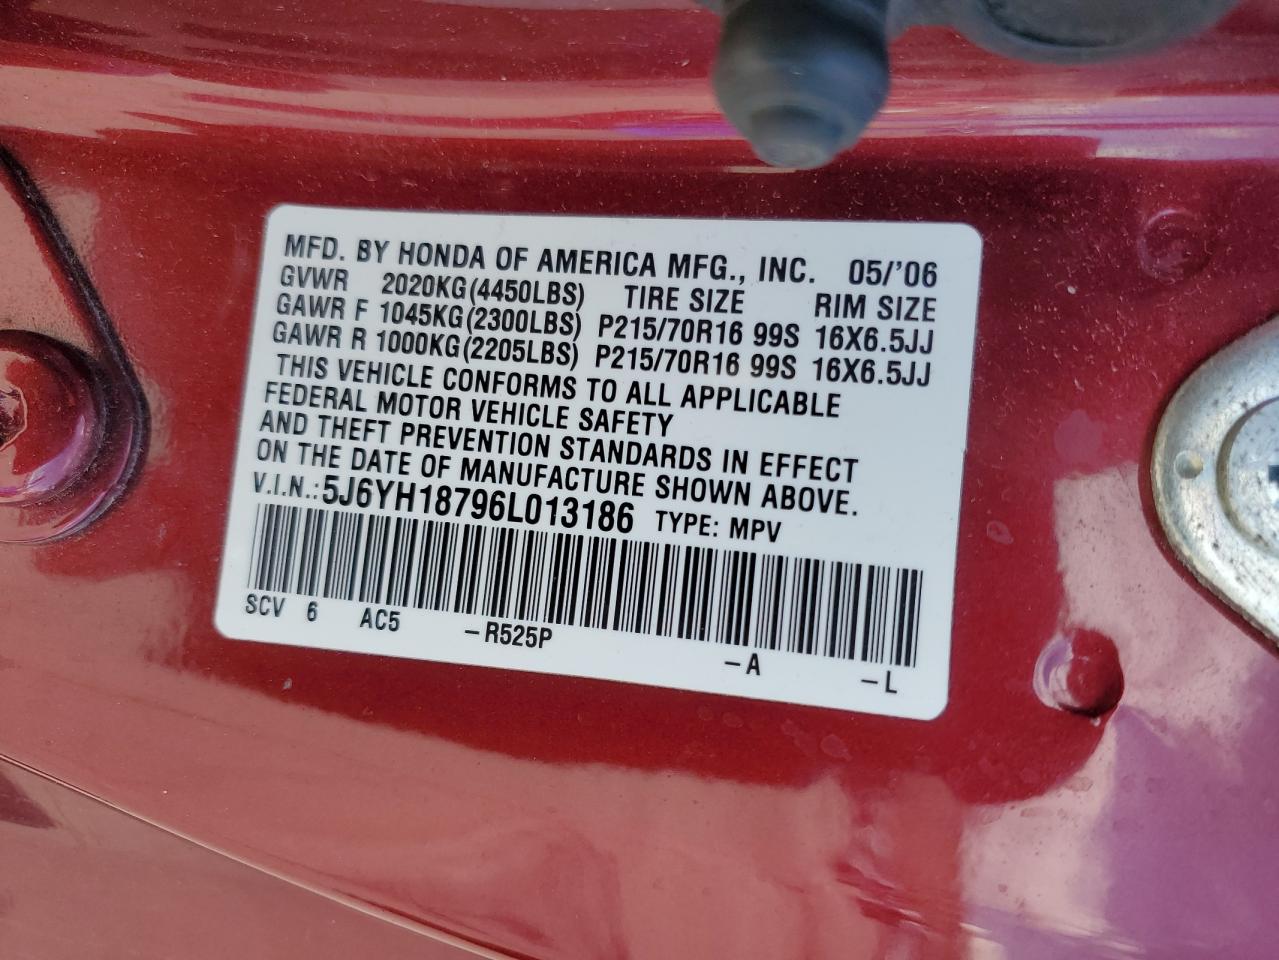 MFD. BY HONDA OF AMERICA MFG., INC. 05/'06
GVWR 2020KG(4450LBS) TIRE SIZE RIM SIZE
GAWR F 1045KG(2300LBS) P215/70R16 99S 16X6.5JJ
GAWR R 1000KG(2205LBS) P215/70R16 99S 16X6.5JJ
THIS VEHICLE CONFORMS TO ALL APPLICABLE
FEDERAL MOTOR VEHICLE SAFETY
AND THEFT PREVENTION STANDARDS IN EFFECT
ON THE DATE OF MANUFACTURE SHOWN ABOVE.
V.I.N.: 5J6YH18796L013186 TYPE: MPV
SCV 6 AC5 -R525P -A -L